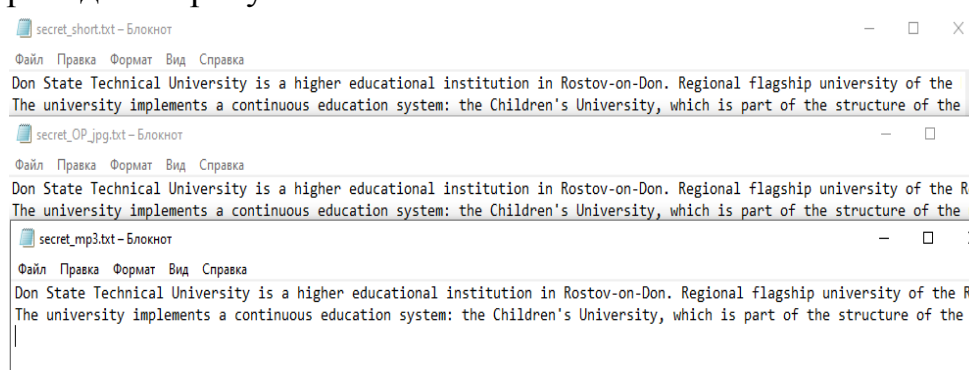 secret_short.txt – Блокнот
Файл Правка Формат Вид Справка
Don State Technical University is a higher educational institution in Rostov-on-Don. Regional flagship university of the
The university implements a continuous education system: the Children's University, which is part of the structure of the
secret_OP_jpg.txt – Блокнот
Файл Правка Формат Вид Справка
Don State Technical University is a higher educational institution in Rostov-on-Don. Regional flagship university of the R
The university implements a continuous education system: the Children's University, which is part of the structure of the
secret_mp3.txt – Блокнот
Файл Правка Формат Вид Справка
Don State Technical University is a higher educational institution in Rostov-on-Don. Regional flagship university of the R
The university implements a continuous education system: the Children's University, which is part of the structure of the